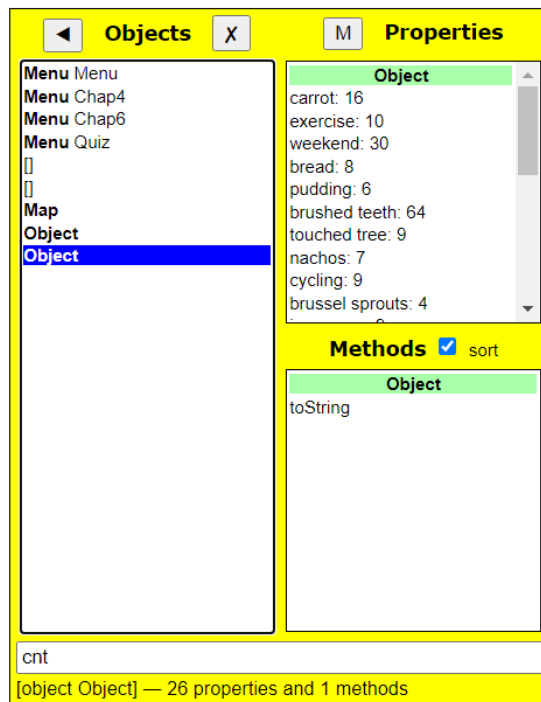 ◄ Objects ✗
Menu Menu
Menu Chap4
Menu Chap6
Menu Quiz
[]
[]
Map
Object
Object
M Properties
Object
carrot: 16
exercise: 10
weekend: 30
bread: 8
pudding: 6
brushed teeth: 64
touched tree: 9
nachos: 7
cycling: 9
brussel sprouts: 4
Methods sort
Object
toString
cnt
[object Object] — 26 properties and 1 methods